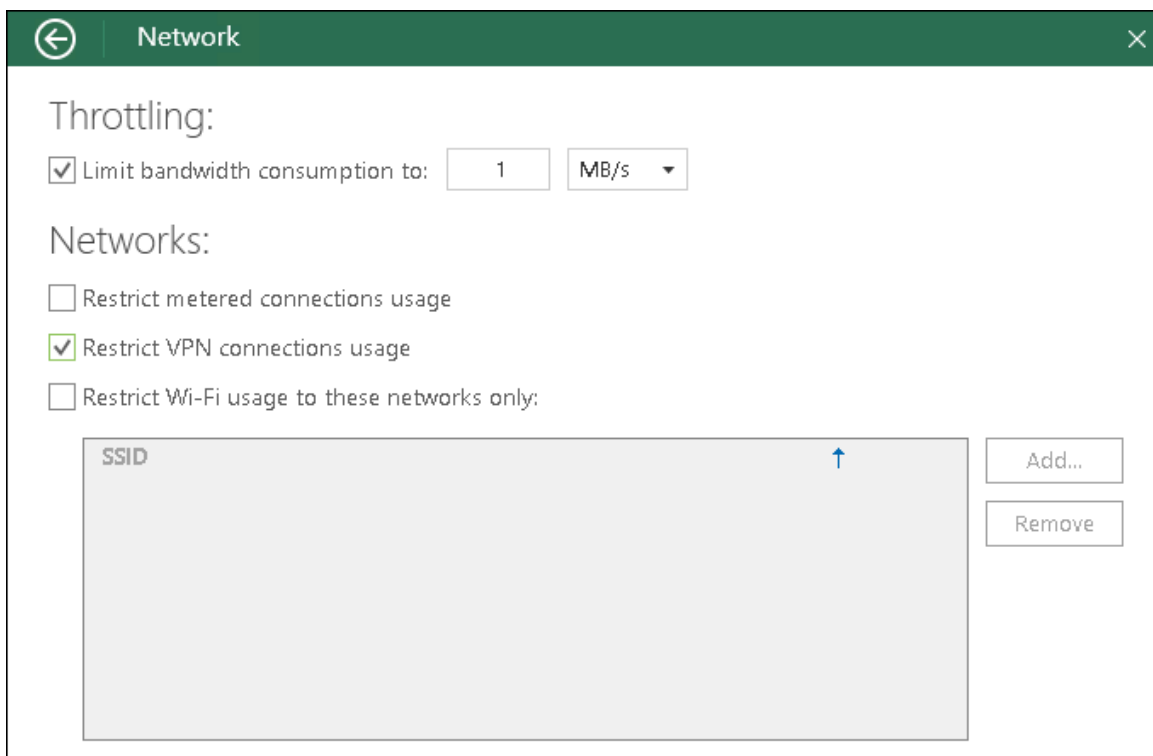 Network
Throttling:
Limit bandwidth consumption to: 1 MB/s
Networks:
Restrict metered connections usage
Restrict VPN connections usage
Restrict Wi-Fi usage to these networks only:
SSID
Add...
Remove